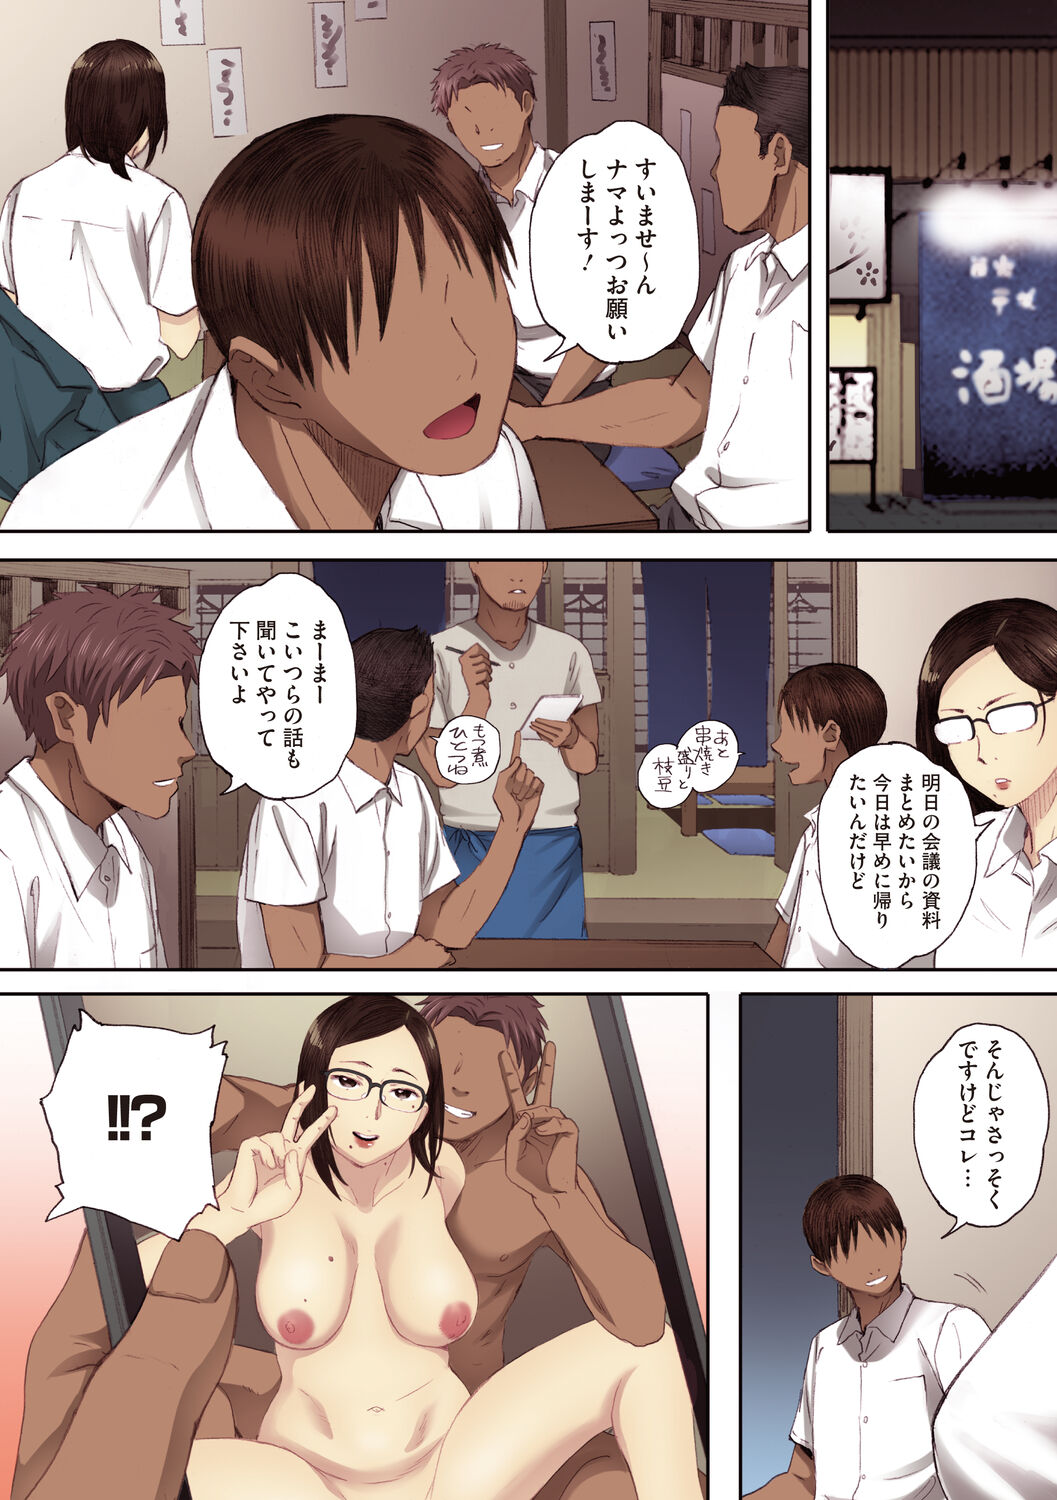 酒場
すいませ〜ん
ナマよっつお願い
しまーす!
明日の会議の資料
まとめたいから
今日は早めに帰り
たいんだけど
あと
串焼き
盛りと
枝豆
もつ煮
ひとつね
まーまー
こいつらの話も
聞いてやって
下さいよ
そんじゃさっそく
ですけどコレ…
!!?